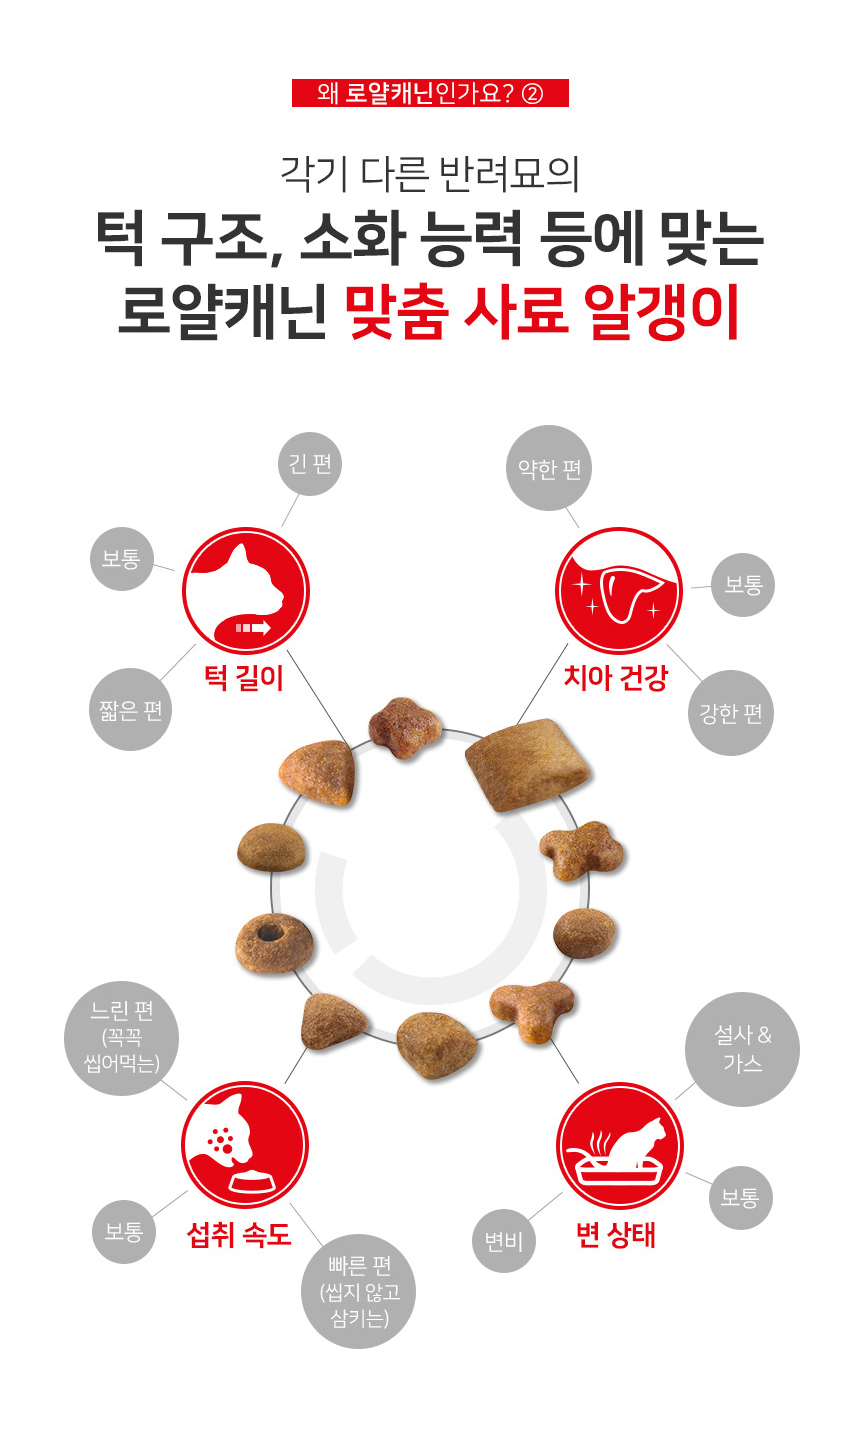 왜 로얄캐닌인가요? ②
각기 다른 반려묘의
턱 구조, 소화 능력 등에 맞는
로얄캐닌 맞춤 사료 알갱이
긴 편
보통
짧은 편
턱 길이
약한 편
보통
강한 편
치아 건강
느린 편
(꼭꼭
씹어먹는)
보통
섭취 속도
빠른 편
(씹지 않고
삼키는)
설사 &
가스
보통
변비
변 상태